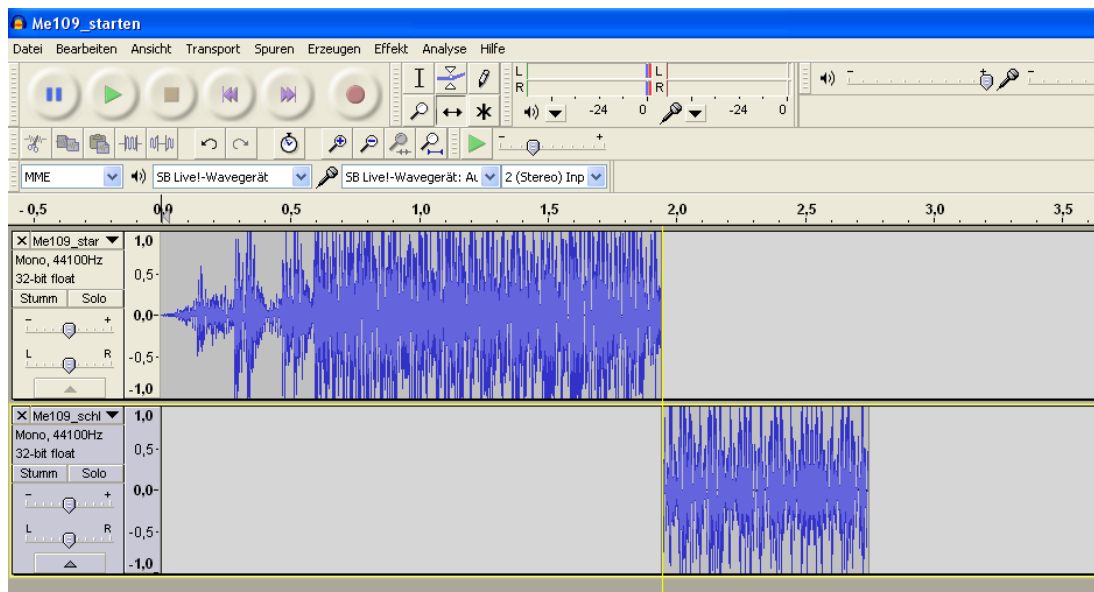 Me109_starten
Datei Bearbeiten Ansicht Transport Spuren Erzeugen Effekt Analyse Hilfe
L L
R R
-24 0 -24 0
- +
MME SB Live!-Wavegerät SB Live!-Wavegerät: Au 2 (Stereo) Inp
-0,5 0,0 0,5 1,0 1,5 2,0 2,5 3,0 3,5
Me109_star 1,0
Mono, 44100Hz
32-bit float 0,5
Stumm Solo
- + 0,0
L R -0,5
-1,0
Me109_schl 1,0
Mono, 44100Hz
32-bit float 0,5
Stumm Solo
- + 0,0
L R -0,5
-1,0